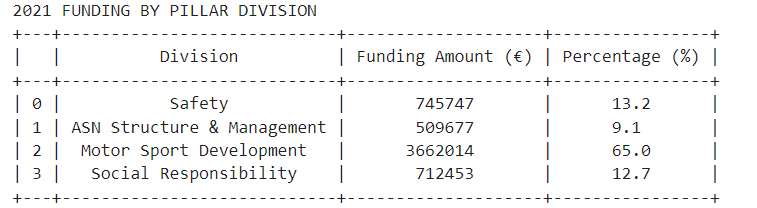 2021 FUNDING BY PILLAR DIVISION
+---+----------------------------+--------------------+----------------+
|   |          Division          | Funding Amount (€) | Percentage (%) |
+---+----------------------------+--------------------+----------------+
| 0 |           Safety           |       745747       |      13.2      |
| 1 | ASN Structure & Management |       509677       |      9.1       |
| 2 |  Motor Sport Development   |      3662014       |      65.0      |
| 3 |   Social Responsibility    |       712453       |      12.7      |
+---+----------------------------+--------------------+----------------+